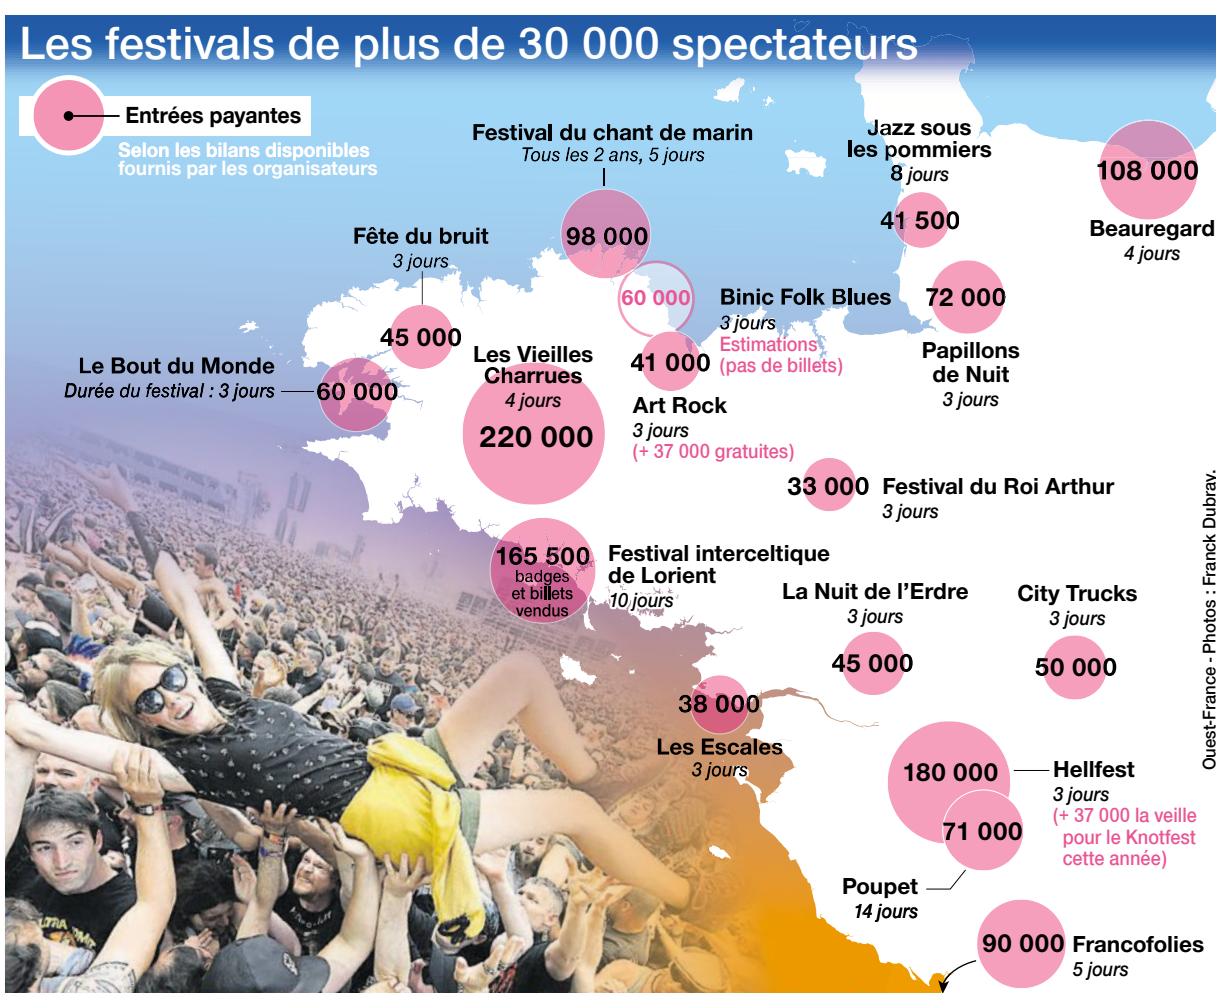 Les festivals de plus de 30 000 spectateurs
Entrées payantes
Selon les bilans disponibles
fournis par les organisateurs
Festival du chant de marin
Tous les 2 ans, 5 jours
98 000
Jazz sous
les pommiers
8 jours
41 500
108 000
Beauregard
4 jours
Fête du bruit
3 jours
45 000
60 000
Binic Folk Blues
3 jours
Estimations
(pas de billets)
72 000
Papillons
de Nuit
3 jours
Le Bout du Monde
Durée du festival : 3 jours
60 000
Les Vieilles
Charrues
4 jours
220 000
41 000
Art Rock
3 jours
(+ 37 000 gratuites)
33 000
Festival du Roi Arthur
3 jours
165 500
badges
et billets
vendus
Festival interceltique
de Lorient
10 jours
La Nuit de l'Erdre
3 jours
45 000
City Trucks
3 jours
50 000
38 000
Les Escales
3 jours
180 000
Hellfest
3 jours
(+ 37 000 la veille
pour le Knotfest
cette année)
71 000
Poupet
14 jours
90 000
Francofolies
5 jours
Ouest-France - Photos : Franck Dubray.